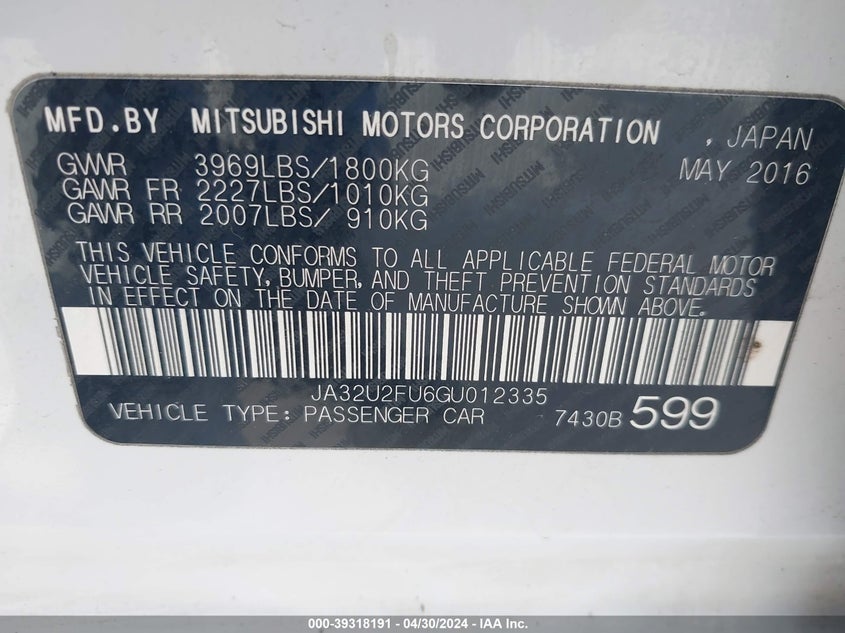 MFD.BY MITSUBISHI MOTORS CORPORATION , JAPAN
GVWR 3969LBS/1800KG MAY 2016
GAWR FR 2227LBS/1010KG
GAWR RR 2007LBS/ 910KG
THIS VEHICLE CONFORMS TO ALL APPLICABLE FEDERAL MOTOR
VEHICLE SAFETY, BUMPER, AND THEFT PREVENTION STANDARDS
IN EFFECT ON THE DATE OF MANUFACTURE SHOWN ABOVE.
JA32U2FU6GU012335
VEHICLE TYPE: PASSENGER CAR 7430B 599
000-39318191 - 04/30/2024 - IAA Inc.